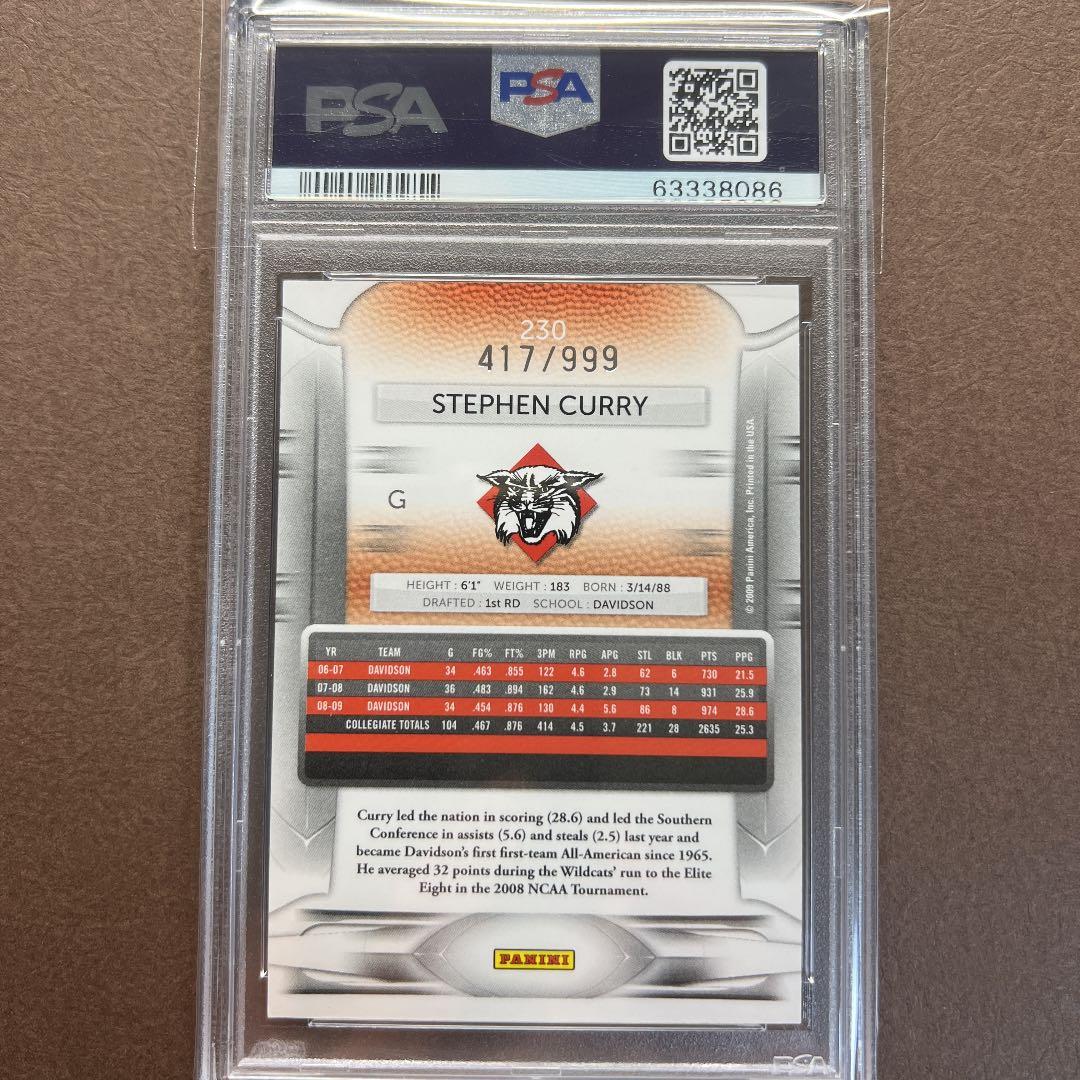 PSA
PSA
63338086
230
417/999
STEPHEN CURRY
G
HEIGHT : 6'1" WEIGHT : 183 BORN : 3/14/88
DRAFTED : 1st RD SCHOOL : DAVIDSON
© 2009 Panini America, Inc. Printed in the USA
YR TEAM G FG% FT% 3PM RPG APG STL BLK PTS PPG
06-07 DAVIDSON 34 .463 .855 122 4.6 2.8 62 6 730 21.5
07-08 DAVIDSON 36 .483 .894 162 4.6 2.9 73 14 931 25.9
08-09 DAVIDSON 34 .454 .876 130 4.4 5.6 86 8 974 28.6
COLLEGIATE TOTALS 104 .467 .876 414 4.5 3.7 221 28 2635 25.3
Curry led the nation in scoring (28.6) and led the Southern
Conference in assists (5.6) and steals (2.5) last year and
became Davidson's first first-team All-American since 1965.
He averaged 32 points during the Wildcats' run to the Elite
Eight in the 2008 NCAA Tournament.
PANINI
PSA